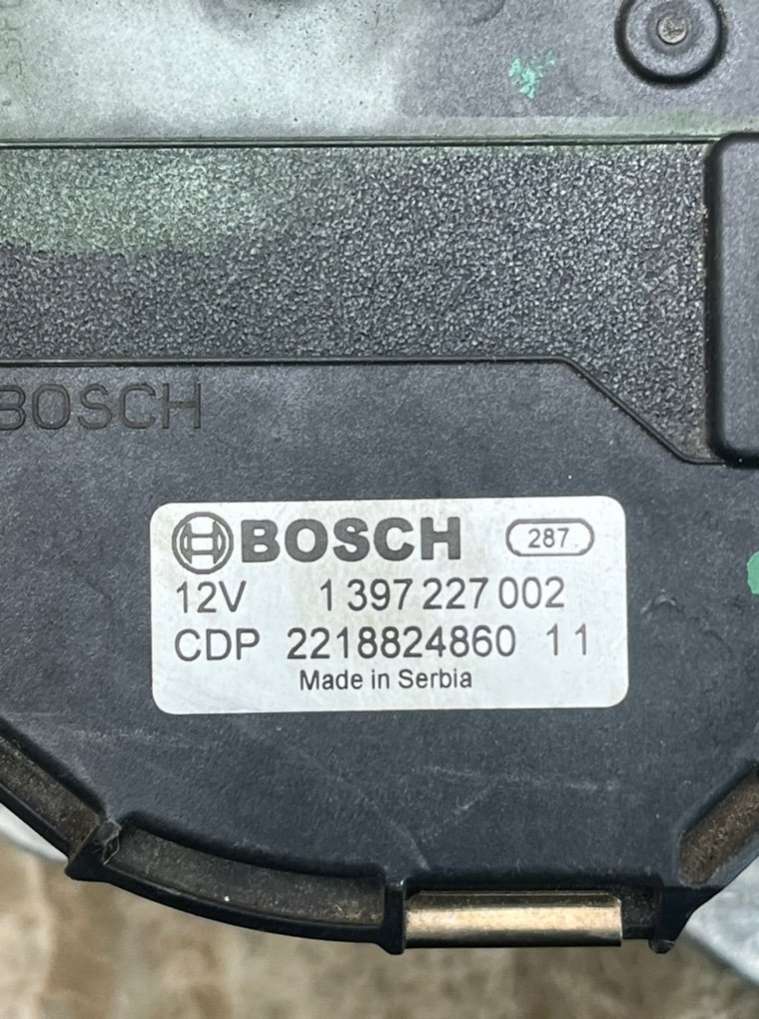 BOSCH
BOSCH 287
12V 1 397 227 002
CDP 2218824860 11
Made in Serbia